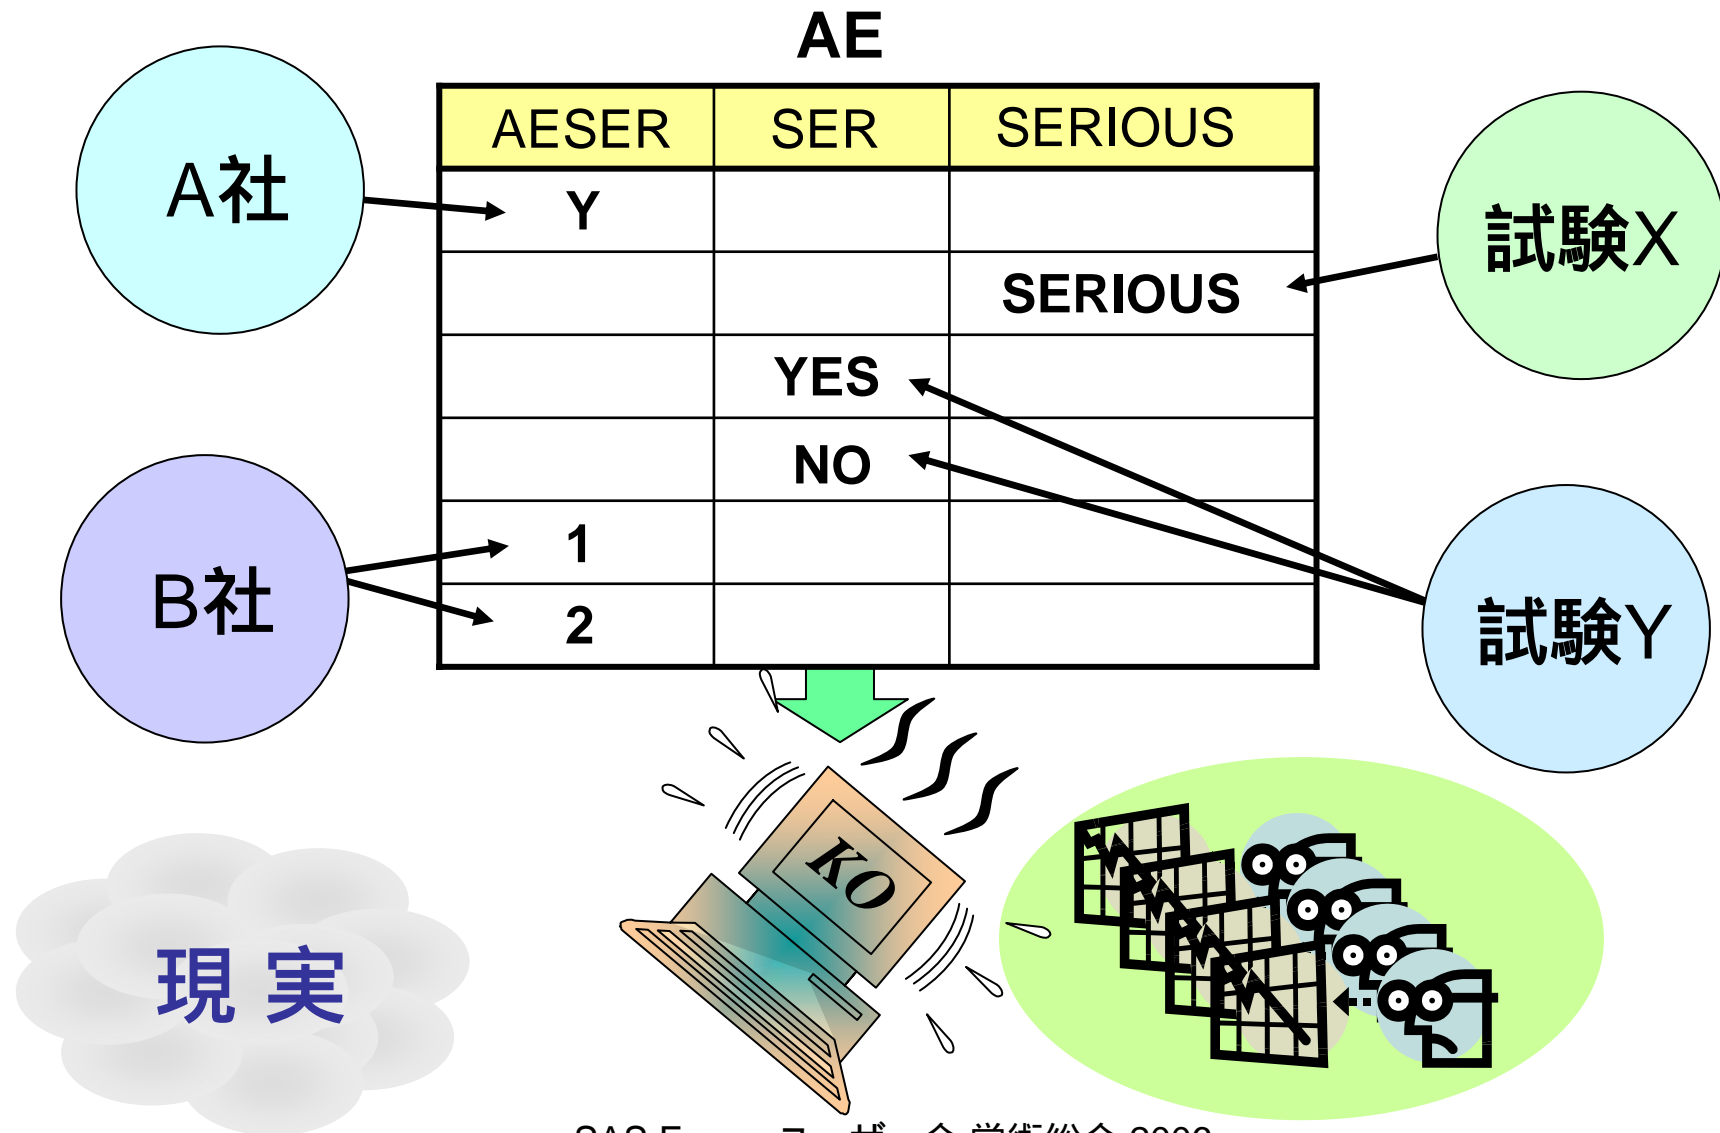 AE
A社
AESER SER SERIOUS
Y
SERIOUS
YES
NO
1
2
試験X
B社
試験Y
KO
現 実